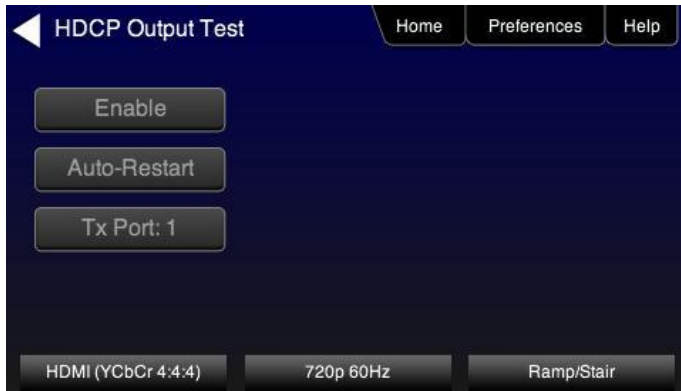 HDCP Output Test
Home
Preferences
Help
Enable
Auto-Restart
Tx Port: 1
HDMI (YCbCr 4:4:4)
720p 60Hz
Ramp/Stair